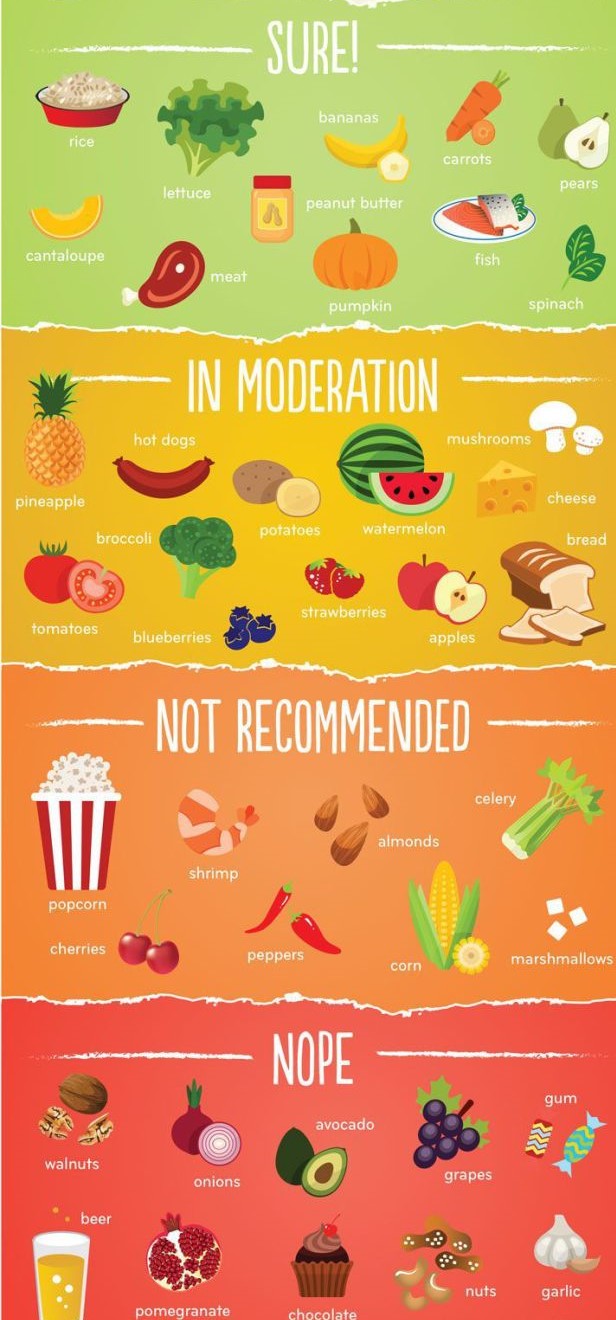 SURE!
rice
lettuce
bananas
carrots
pears
cantaloupe
peanut butter
meat
pumpkin
fish
spinach
IN MODERATION
pineapple
hot dogs
potatoes
watermelon
mushrooms
cheese
bread
broccoli
tomatoes
blueberries
strawberries
apples
NOT RECOMMENDED
popcorn
shrimp
almonds
celery
cherries
peppers
corn
marshmallows
NOPE
walnuts
onions
avocado
grapes
gum
beer
pomegranate
chocolate
nuts
garlic